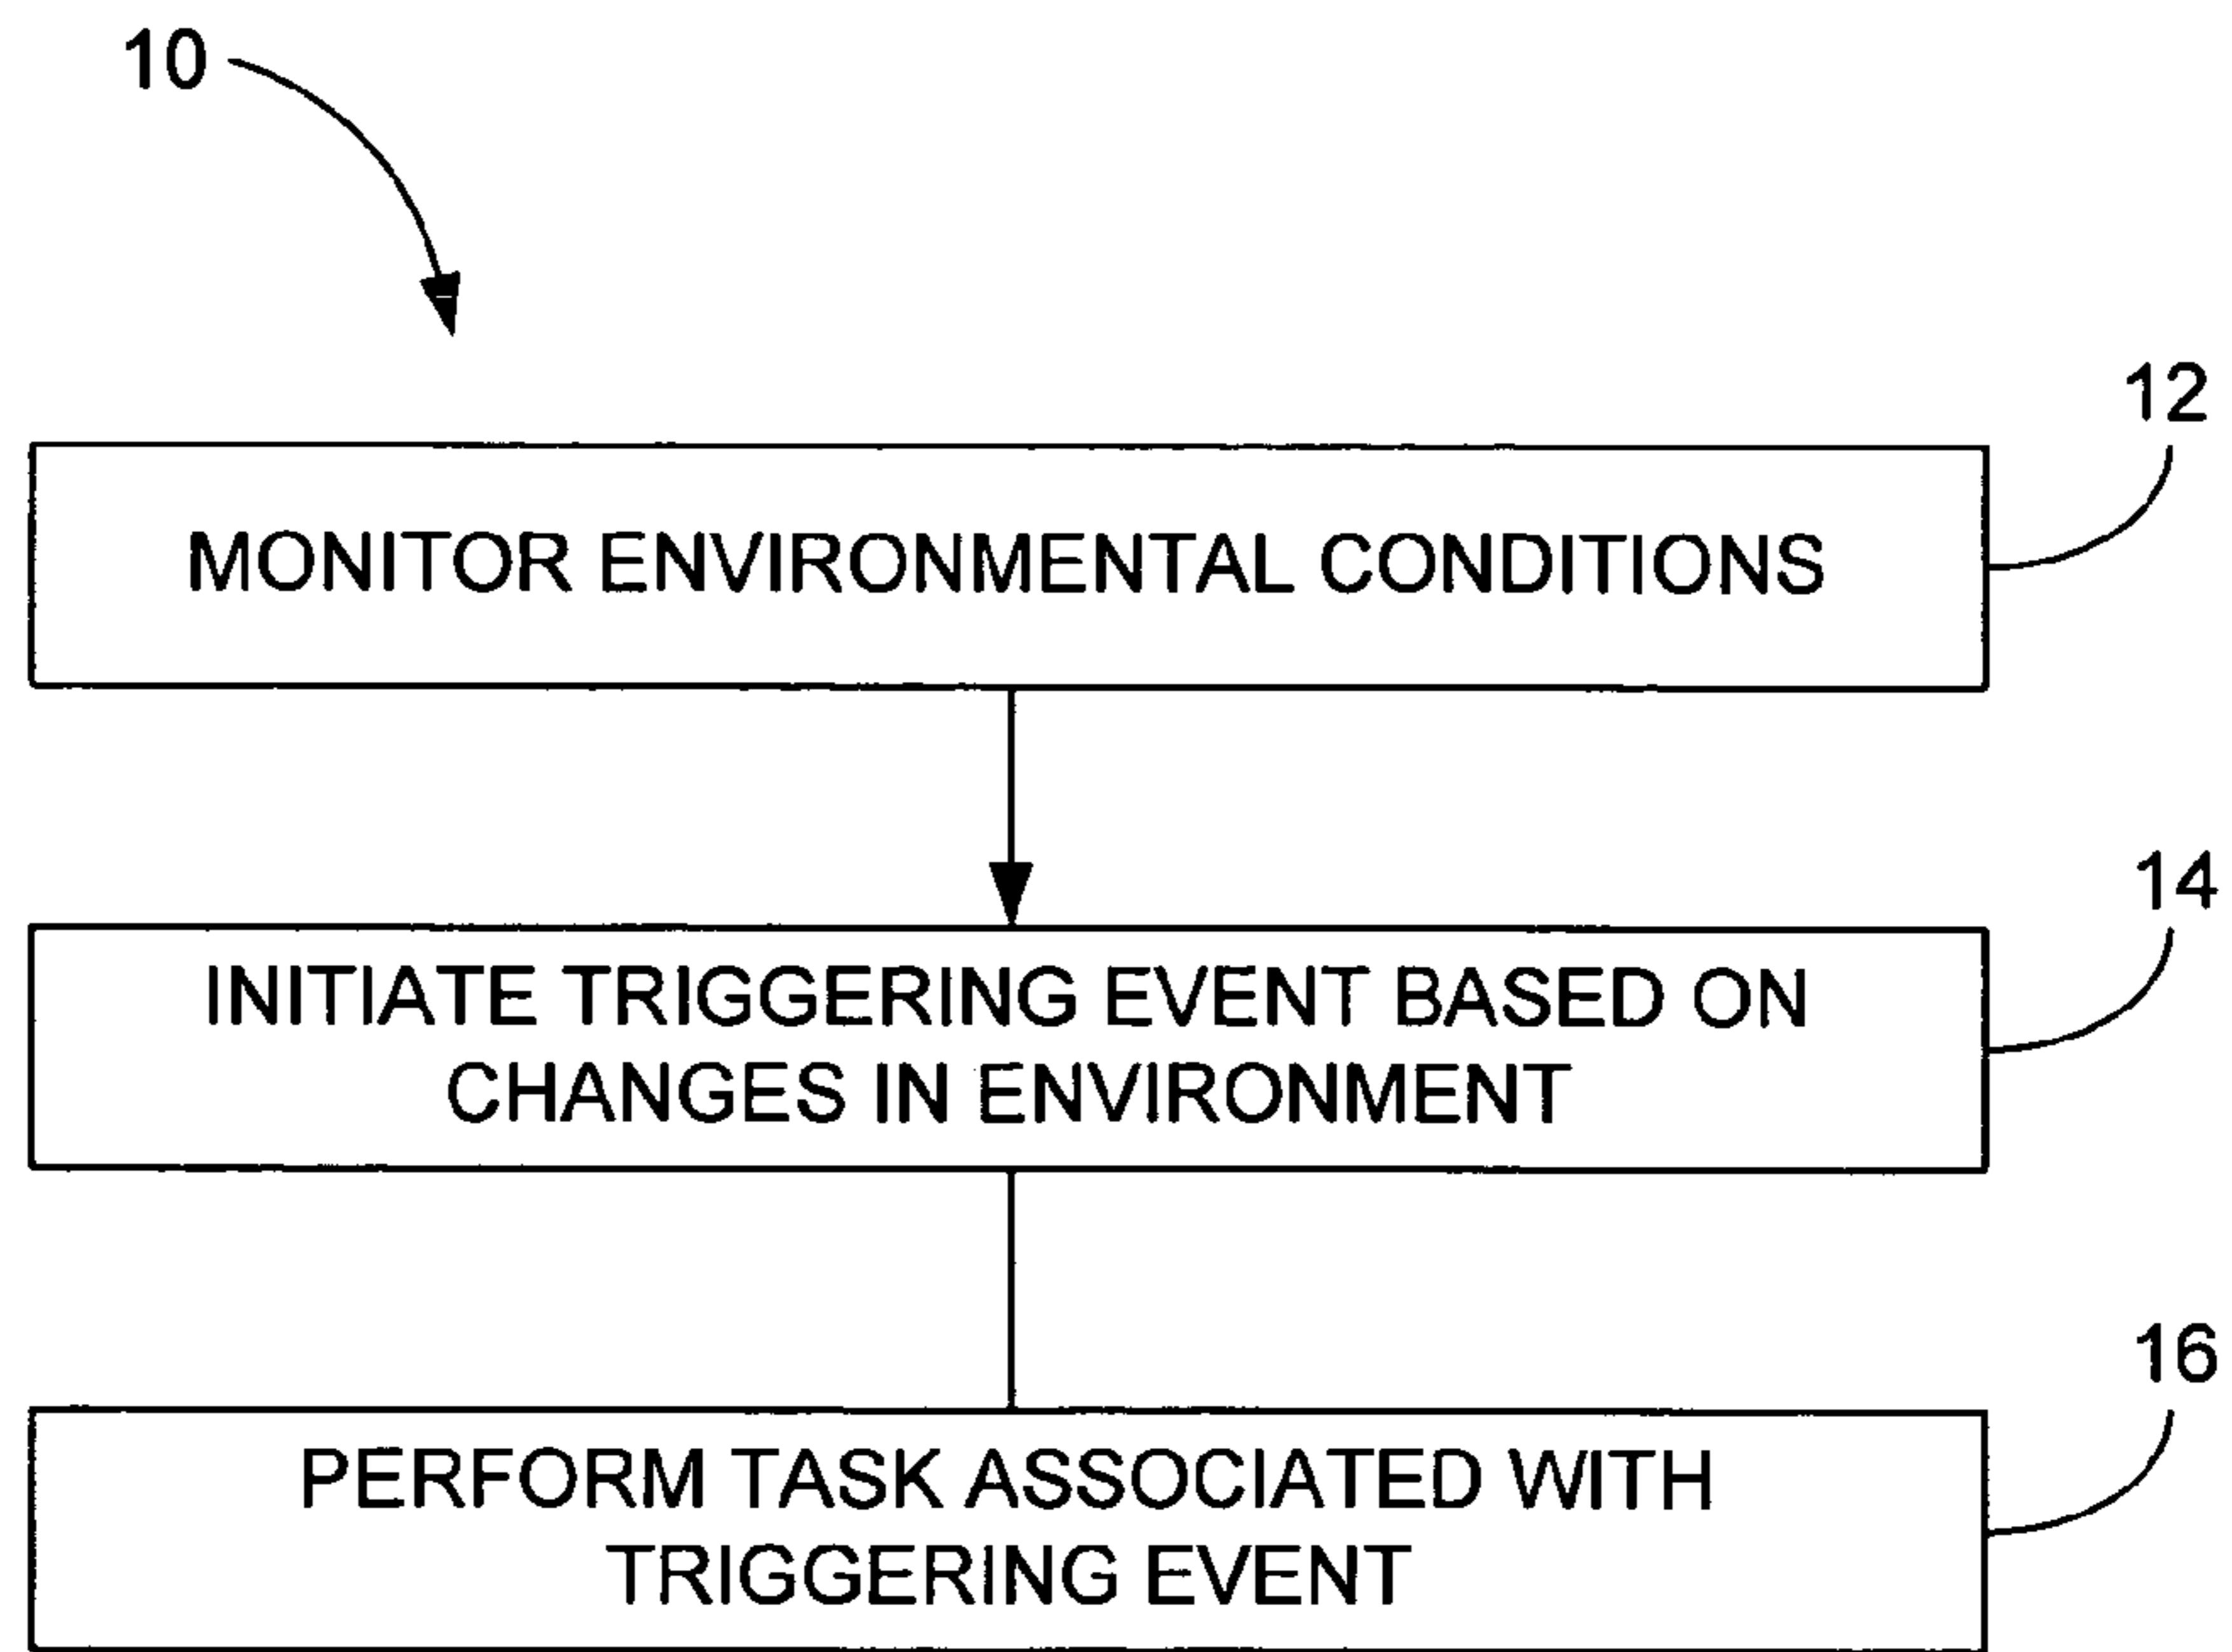 10
12
MONITOR ENVIRONMENTAL CONDITIONS
14
INITIATE TRIGGERING EVENT BASED ON
CHANGES IN ENVIRONMENT
16
PERFORM TASK ASSOCIATED WITH
TRIGGERING EVENT